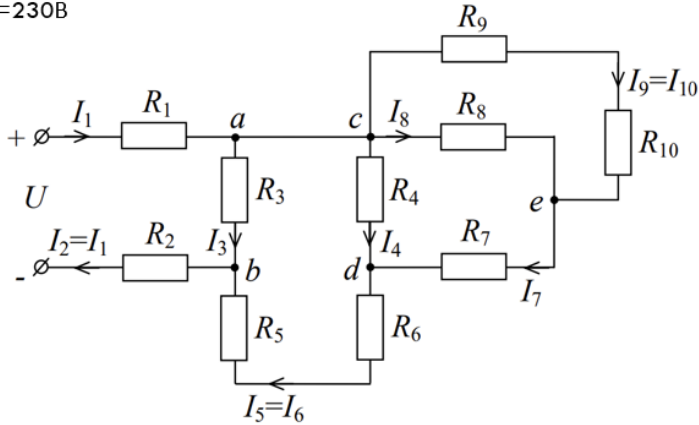 =230В
R9
I9=I10
I1
R1
a
c
I8
R8
+
R3
R4
R10
U
e
I2=I1
R2
I3
I4
R7
-
b
d
I7
R5
R6
I5=I6